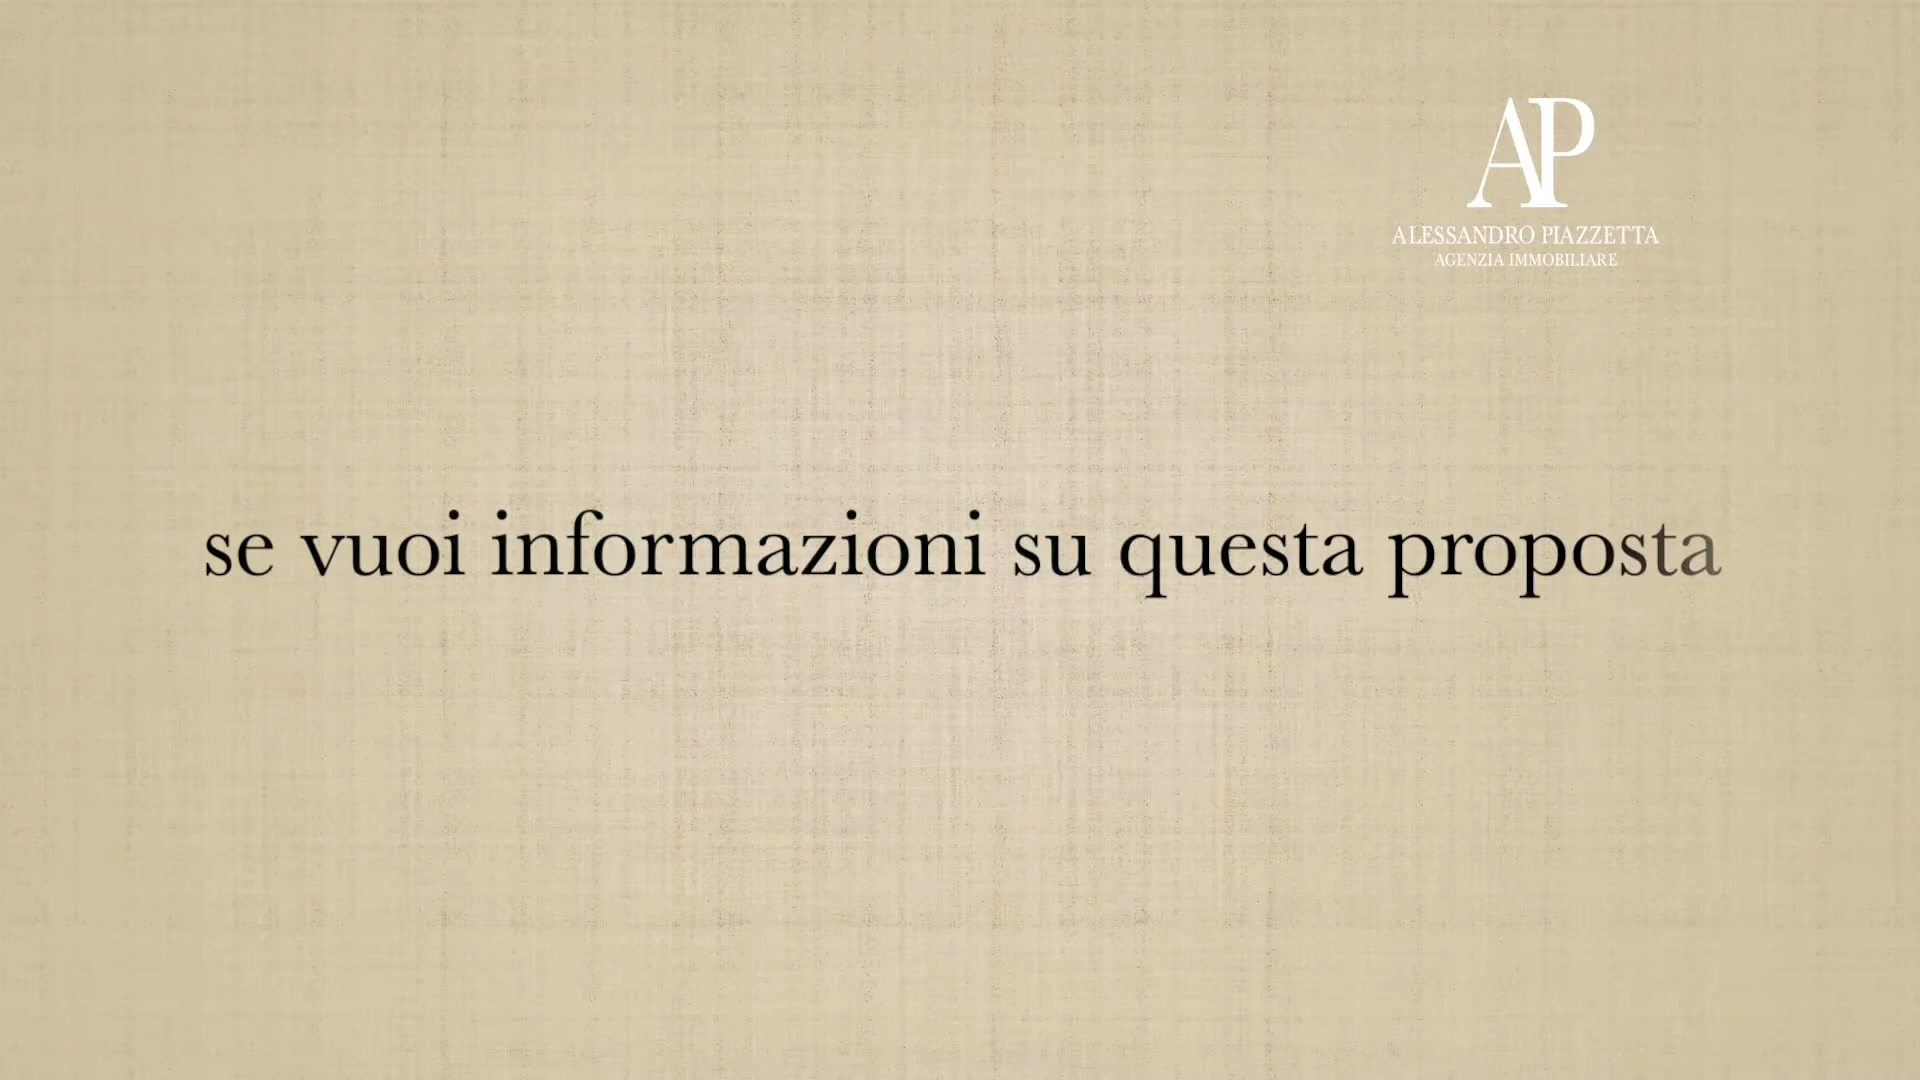 AP
ALESSANDRO PIAZZETTA
AGENZIA IMMOBILIARE
se vuoi informazioni su questa proposta